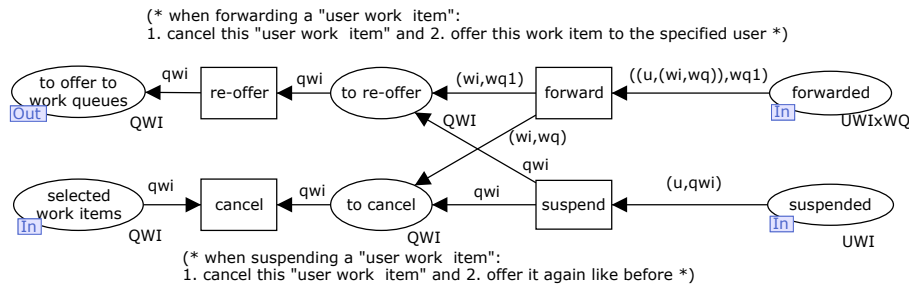 (* when forwarding a "user work item":
1. cancel this "user work item" and 2. offer this work item to the specified user *)
to offer to
work queues
Out
QWI
qwi
re-offer
qwi
to re-offer
QWI
(wi,wq1)
forward
((u,(wi,wq)),wq1)
forwarded
In
UWIxWQ
(wi,wq)
qwi
selected
work items
In
QWI
qwi
cancel
qwi
to cancel
QWI
qwi
suspend
(u,qwi)
suspended
In
UWI
(* when suspending a "user work item":
1. cancel this "user work item" and 2. offer it again like before *)